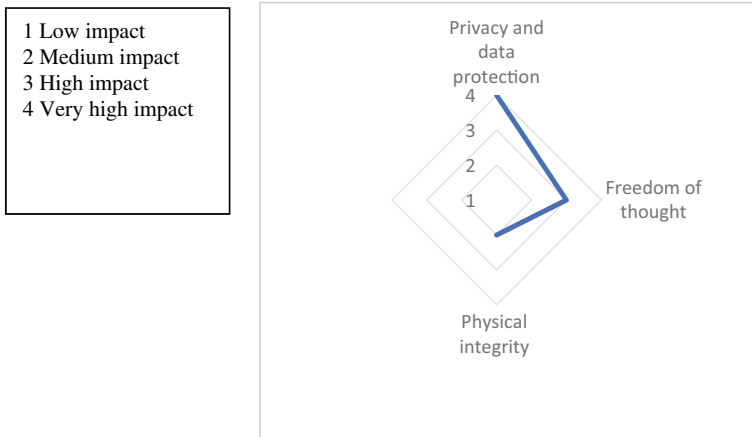 1 Low impact
2 Medium impact
3 High impact
4 Very high impact
Privacy and
data
protection
4
3
2
1
Freedom of
thought
Physical
integrity